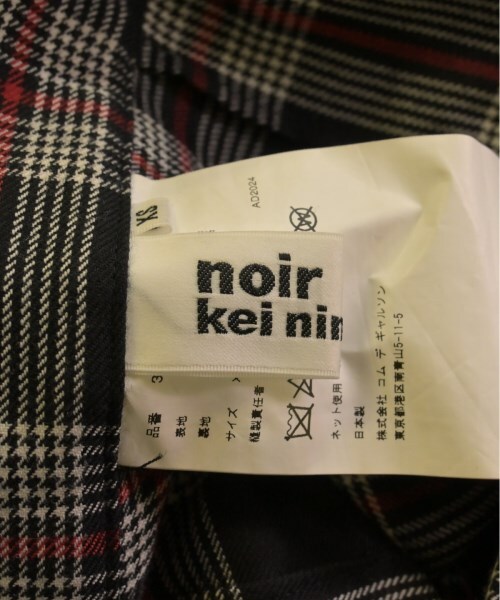 XS
AD2024
noir
kei nin
品番 3
表地
裏地
サイズ
縫製責任者
ネット使用
日本製
株式会社 コム デ ギャルソン
東京都港区南青山5-11-5